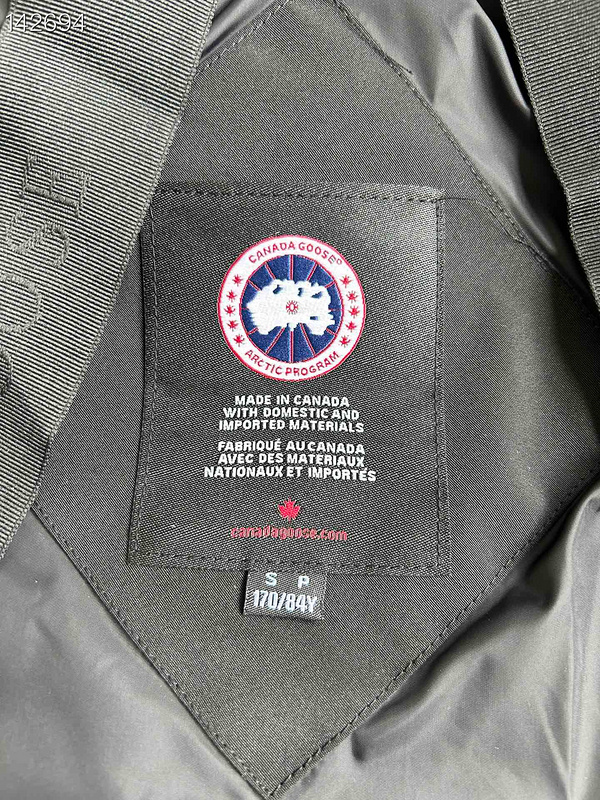 142694
CANADA GOOSE®
ARCTIC PROGRAM
MADE IN CANADA
WITH DOMESTIC AND
IMPORTED MATERIALS
FABRIQUÉ AU CANADA
AVEC DES MATERIAUX
NATIONAUX ET IMPORTÉS
canadagoose.com
S P
170/84Y